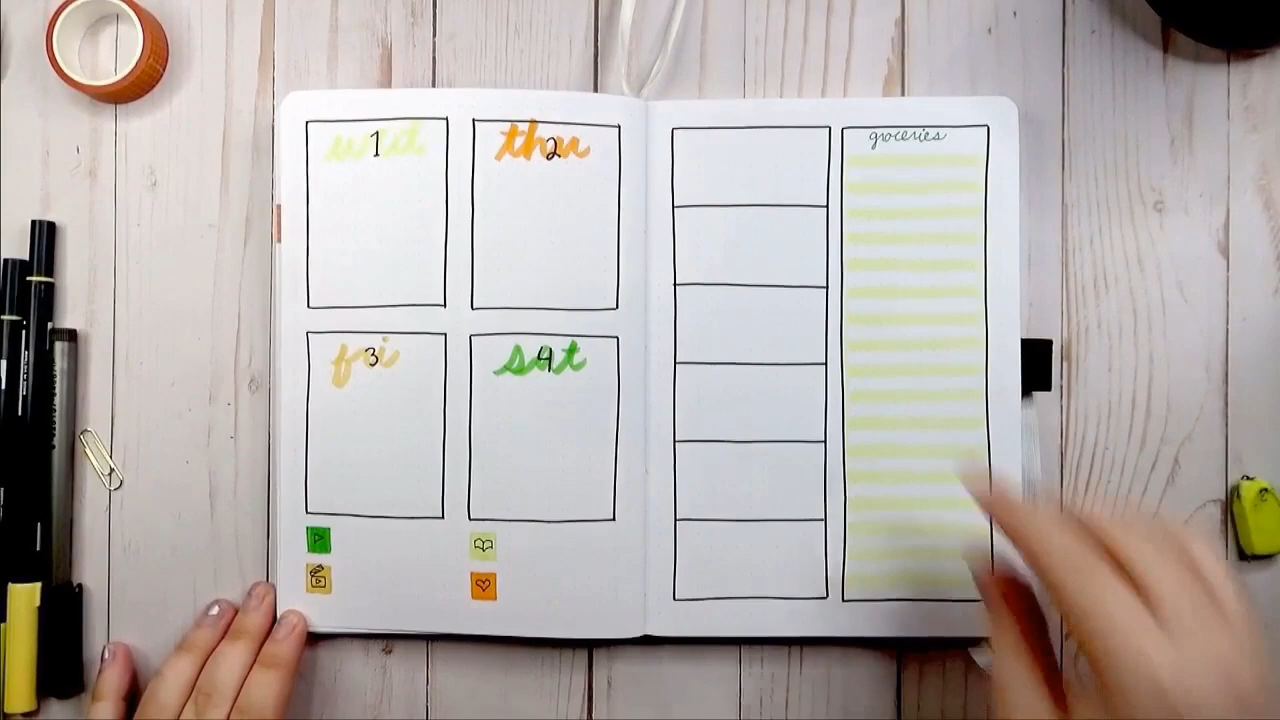 wed 1
thu 2
groceries
fri 3
sat 4